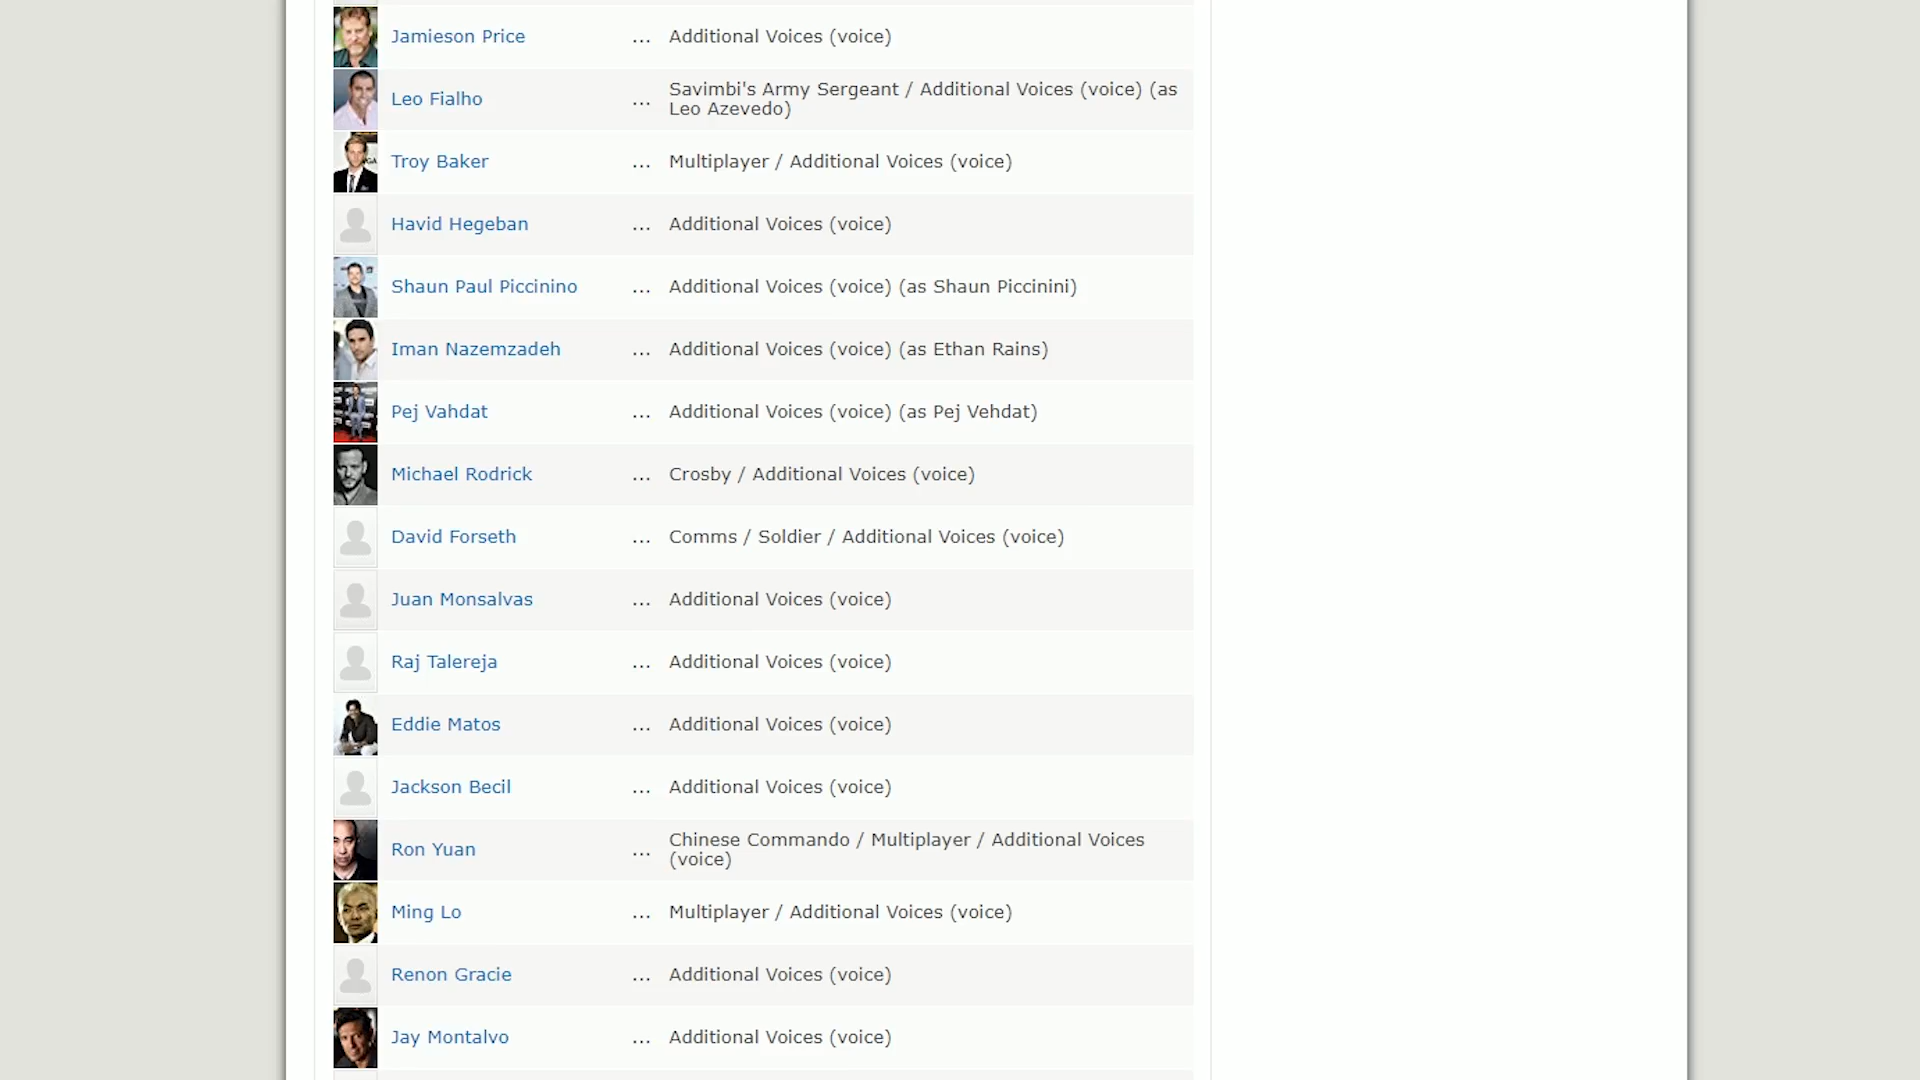 Jamieson Price ... Additional Voices (voice)
Leo Fialho ... Savimbi's Army Sergeant / Additional Voices (voice) (as
Leo Azevedo)
Troy Baker ... Multiplayer / Additional Voices (voice)
Havid Hegeban ... Additional Voices (voice)
Shaun Paul Piccinino ... Additional Voices (voice) (as Shaun Piccinini)
Iman Nazemzadeh ... Additional Voices (voice) (as Ethan Rains)
Pej Vahdat ... Additional Voices (voice) (as Pej Vehdat)
Michael Rodrick ... Crosby / Additional Voices (voice)
David Forseth ... Comms / Soldier / Additional Voices (voice)
Juan Monsalvas ... Additional Voices (voice)
Raj Talereja ... Additional Voices (voice)
Eddie Matos ... Additional Voices (voice)
Jackson Becil ... Additional Voices (voice)
Ron Yuan ... Chinese Commando / Multiplayer / Additional Voices
(voice)
Ming Lo ... Multiplayer / Additional Voices (voice)
Renon Gracie ... Additional Voices (voice)
Jay Montalvo ... Additional Voices (voice)